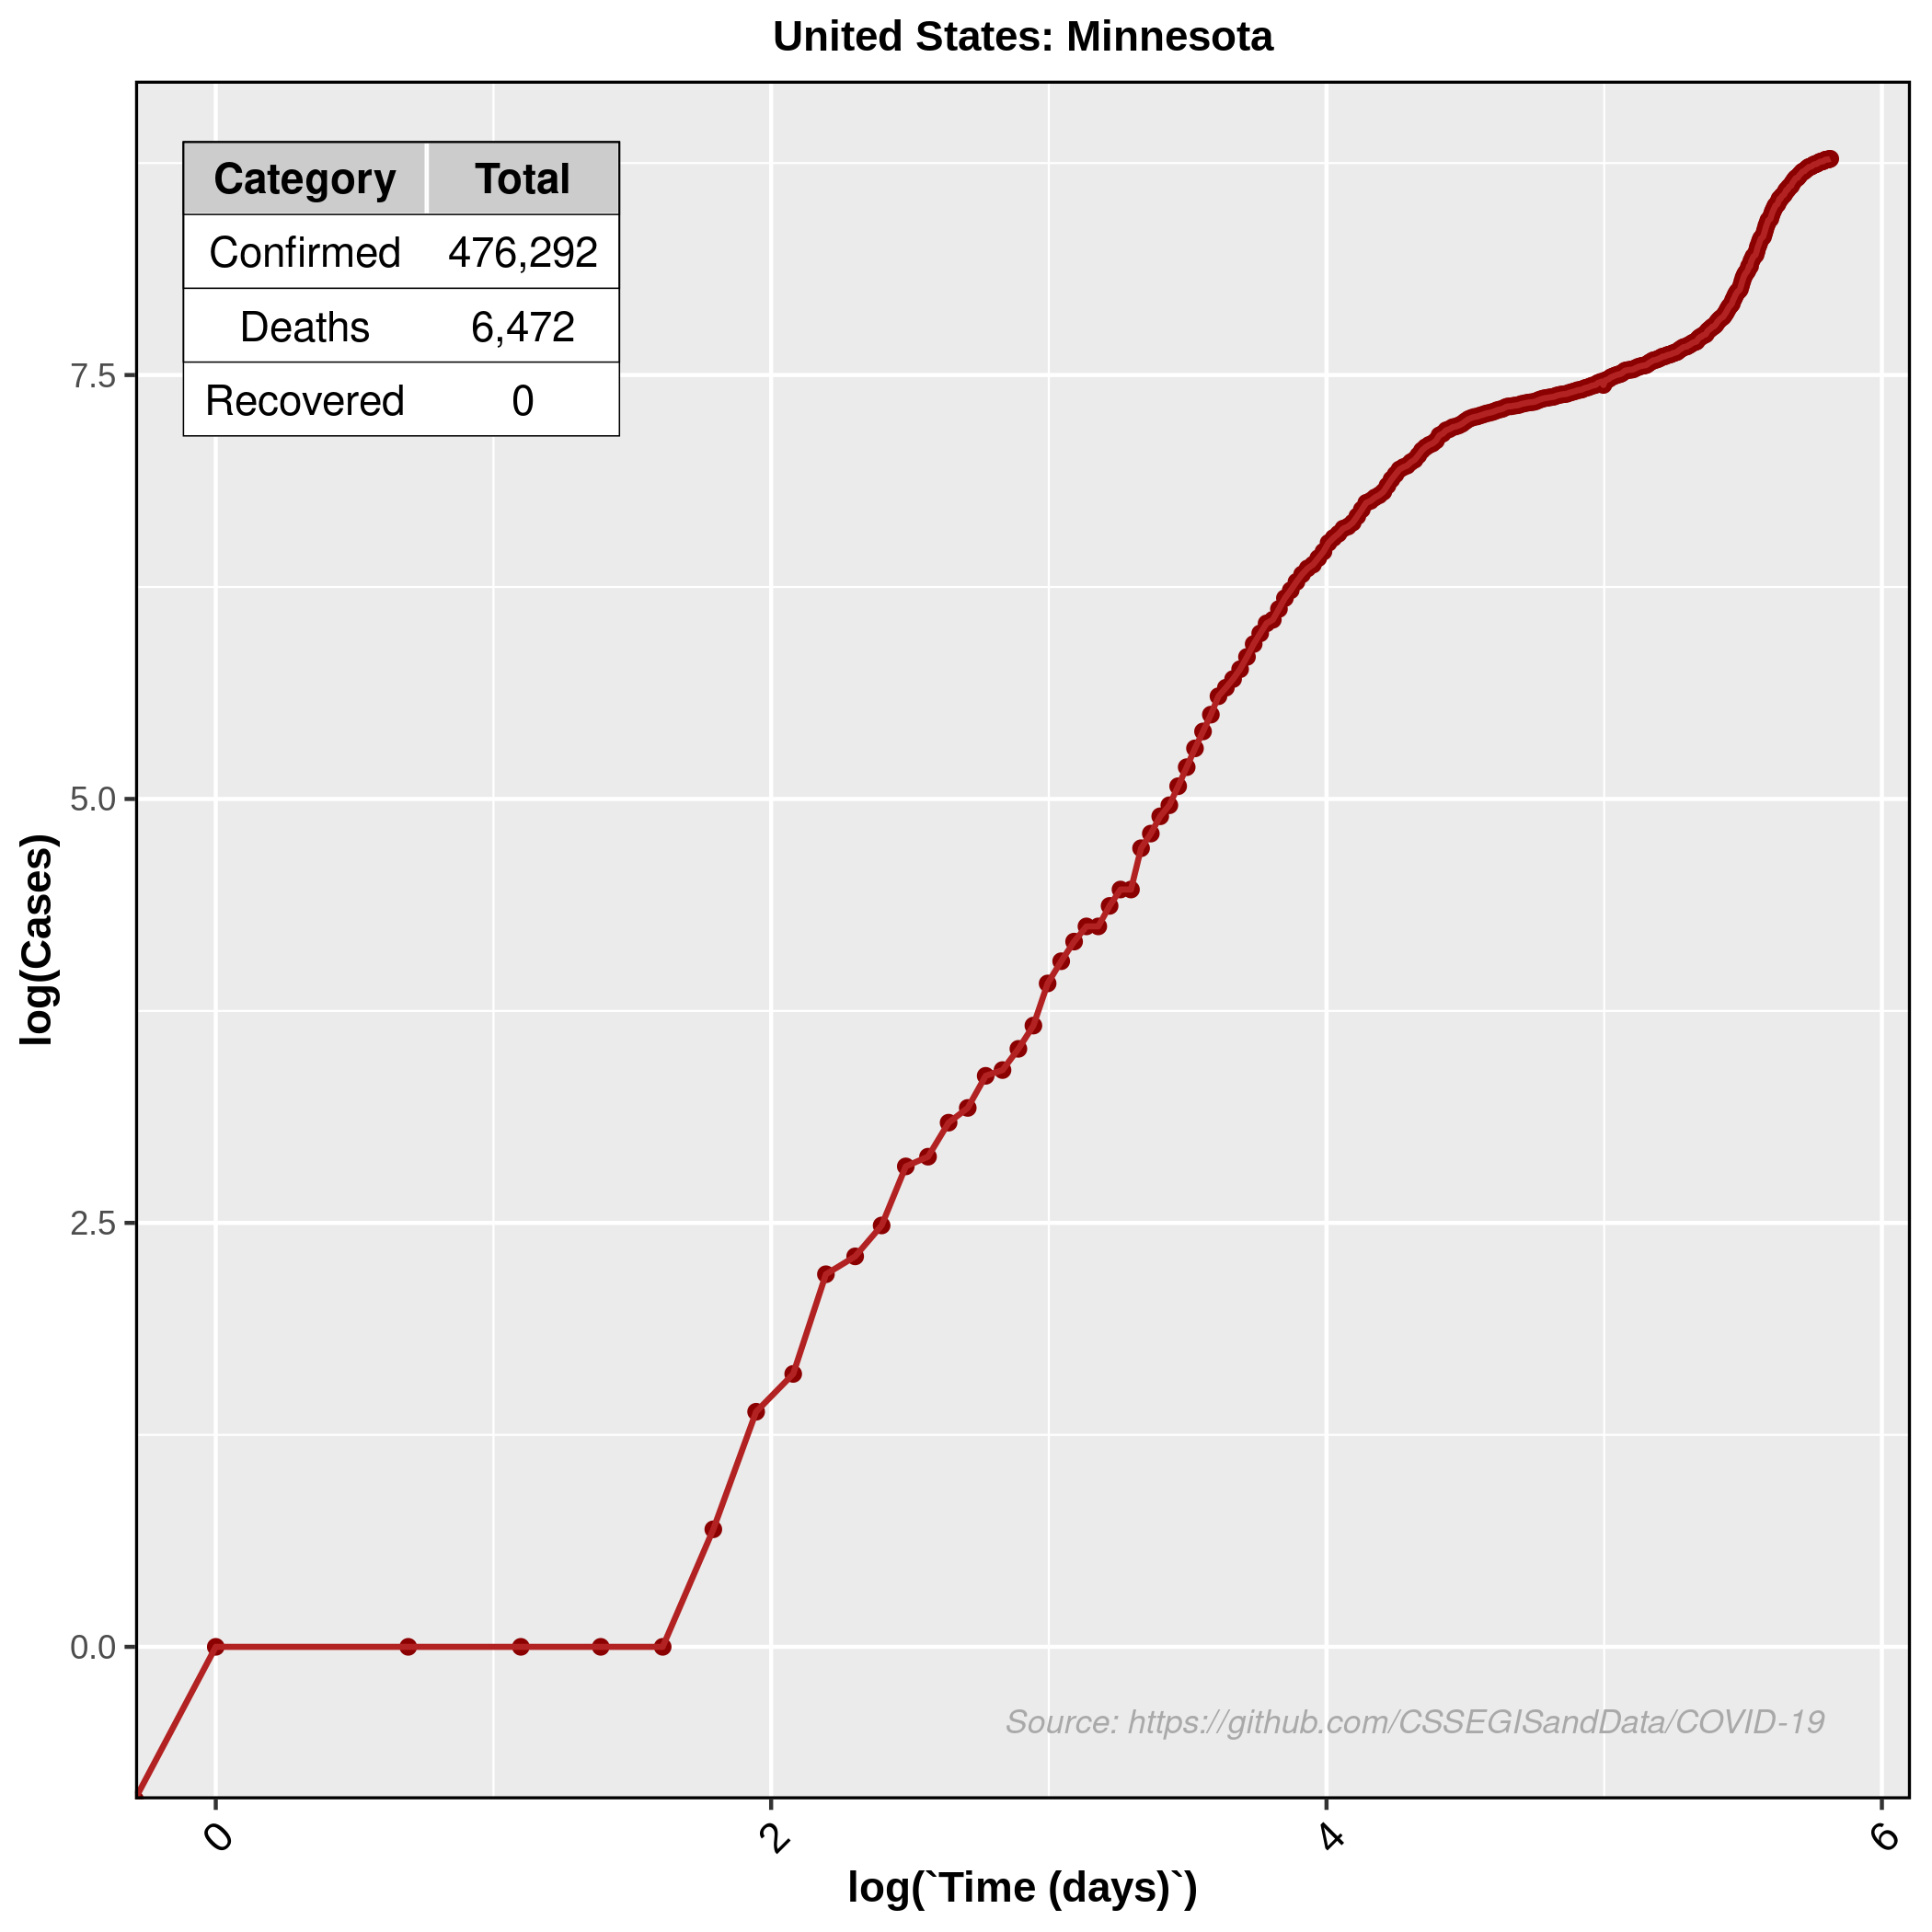 United States: Minnesota
Category Total
Confirmed 476,292
Deaths 6,472
Recovered 0
7.5
5.0
2.5
0.0
log(Cases)
Source: https://github.com/CSSEGISandData/COVID-19
0 2 4 6
log(`Time (days)`)